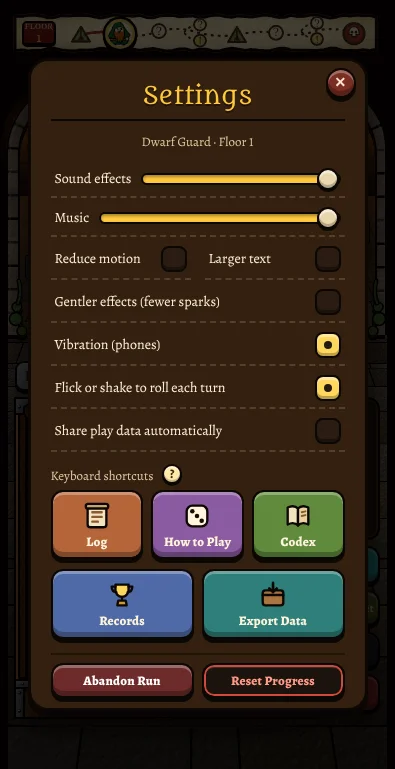 FLOOR
1
Settings
Dwarf Guard · Floor 1
Sound effects
Music
Reduce motion
Larger text
Gentler effects (fewer sparks)
Vibration (phones)
Flick or shake to roll each turn
Share play data automatically
Keyboard shortcuts ?
Log
How to Play
Codex
Records
Export Data
Abandon Run
Reset Progress